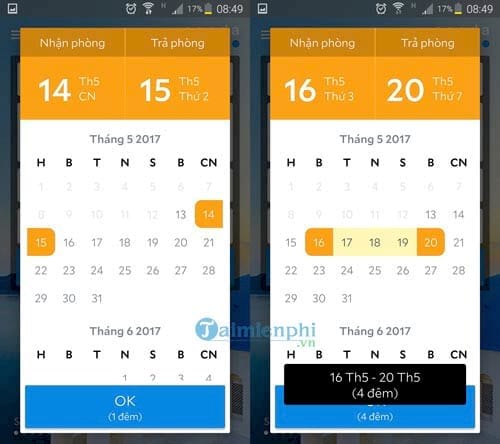 17% 08:49
Nhận phòng Trả phòng
14 Th5 CN 15 Th5 Thứ 2
Tháng 5 2017
H B T N S B CN
1 2 3 4 5 6 7
8 9 10 11 12 13 14
15 16 17 18 19 20 21
22 23 24 25 26 27 28
29 30 31
Tháng 6 2017
H B T N S B CN
1 2 3 4
OK
(1 đêm)
H 17% 08:49
Nhận phòng Trả phòng
16 Th5 Thứ 3 20 Th5 Thứ 7
Tháng 5 2017
H B T N S B CN
1 2 3 4 5 6 7
8 9 10 11 12 13 14
15 16 17 18 19 20 21
22 23 24 25 26 27 28
29 30 31
Tháng 6 2017
H B T N S B CN
16 Th5 - 20 Th5
(4 đêm)
(4 đêm)
Taimienphi
.vn